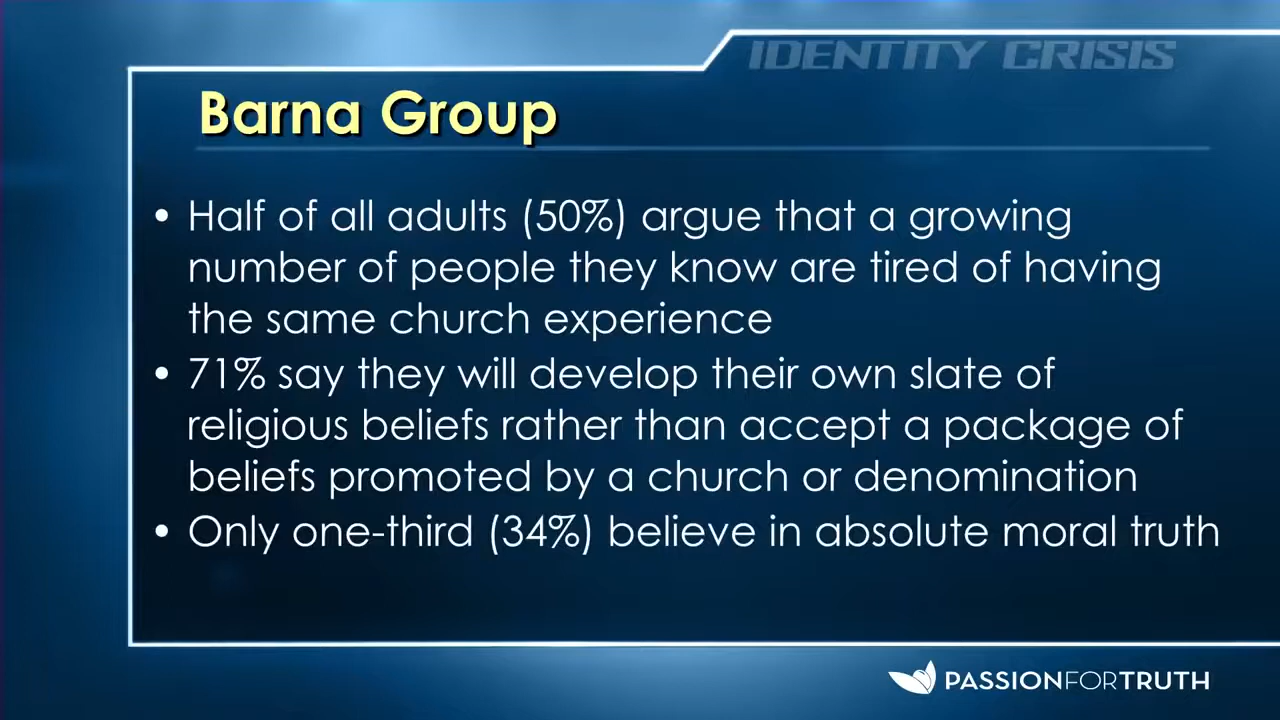 IDENTITY CRISIS
Barna Group
• Half of all adults (50%) argue that a growing
number of people they know are tired of having
the same church experience
• 71% say they will develop their own slate of
religious beliefs rather than accept a package of
beliefs promoted by a church or denomination
• Only one-third (34%) believe in absolute moral truth
PASSIONFORTRUTH